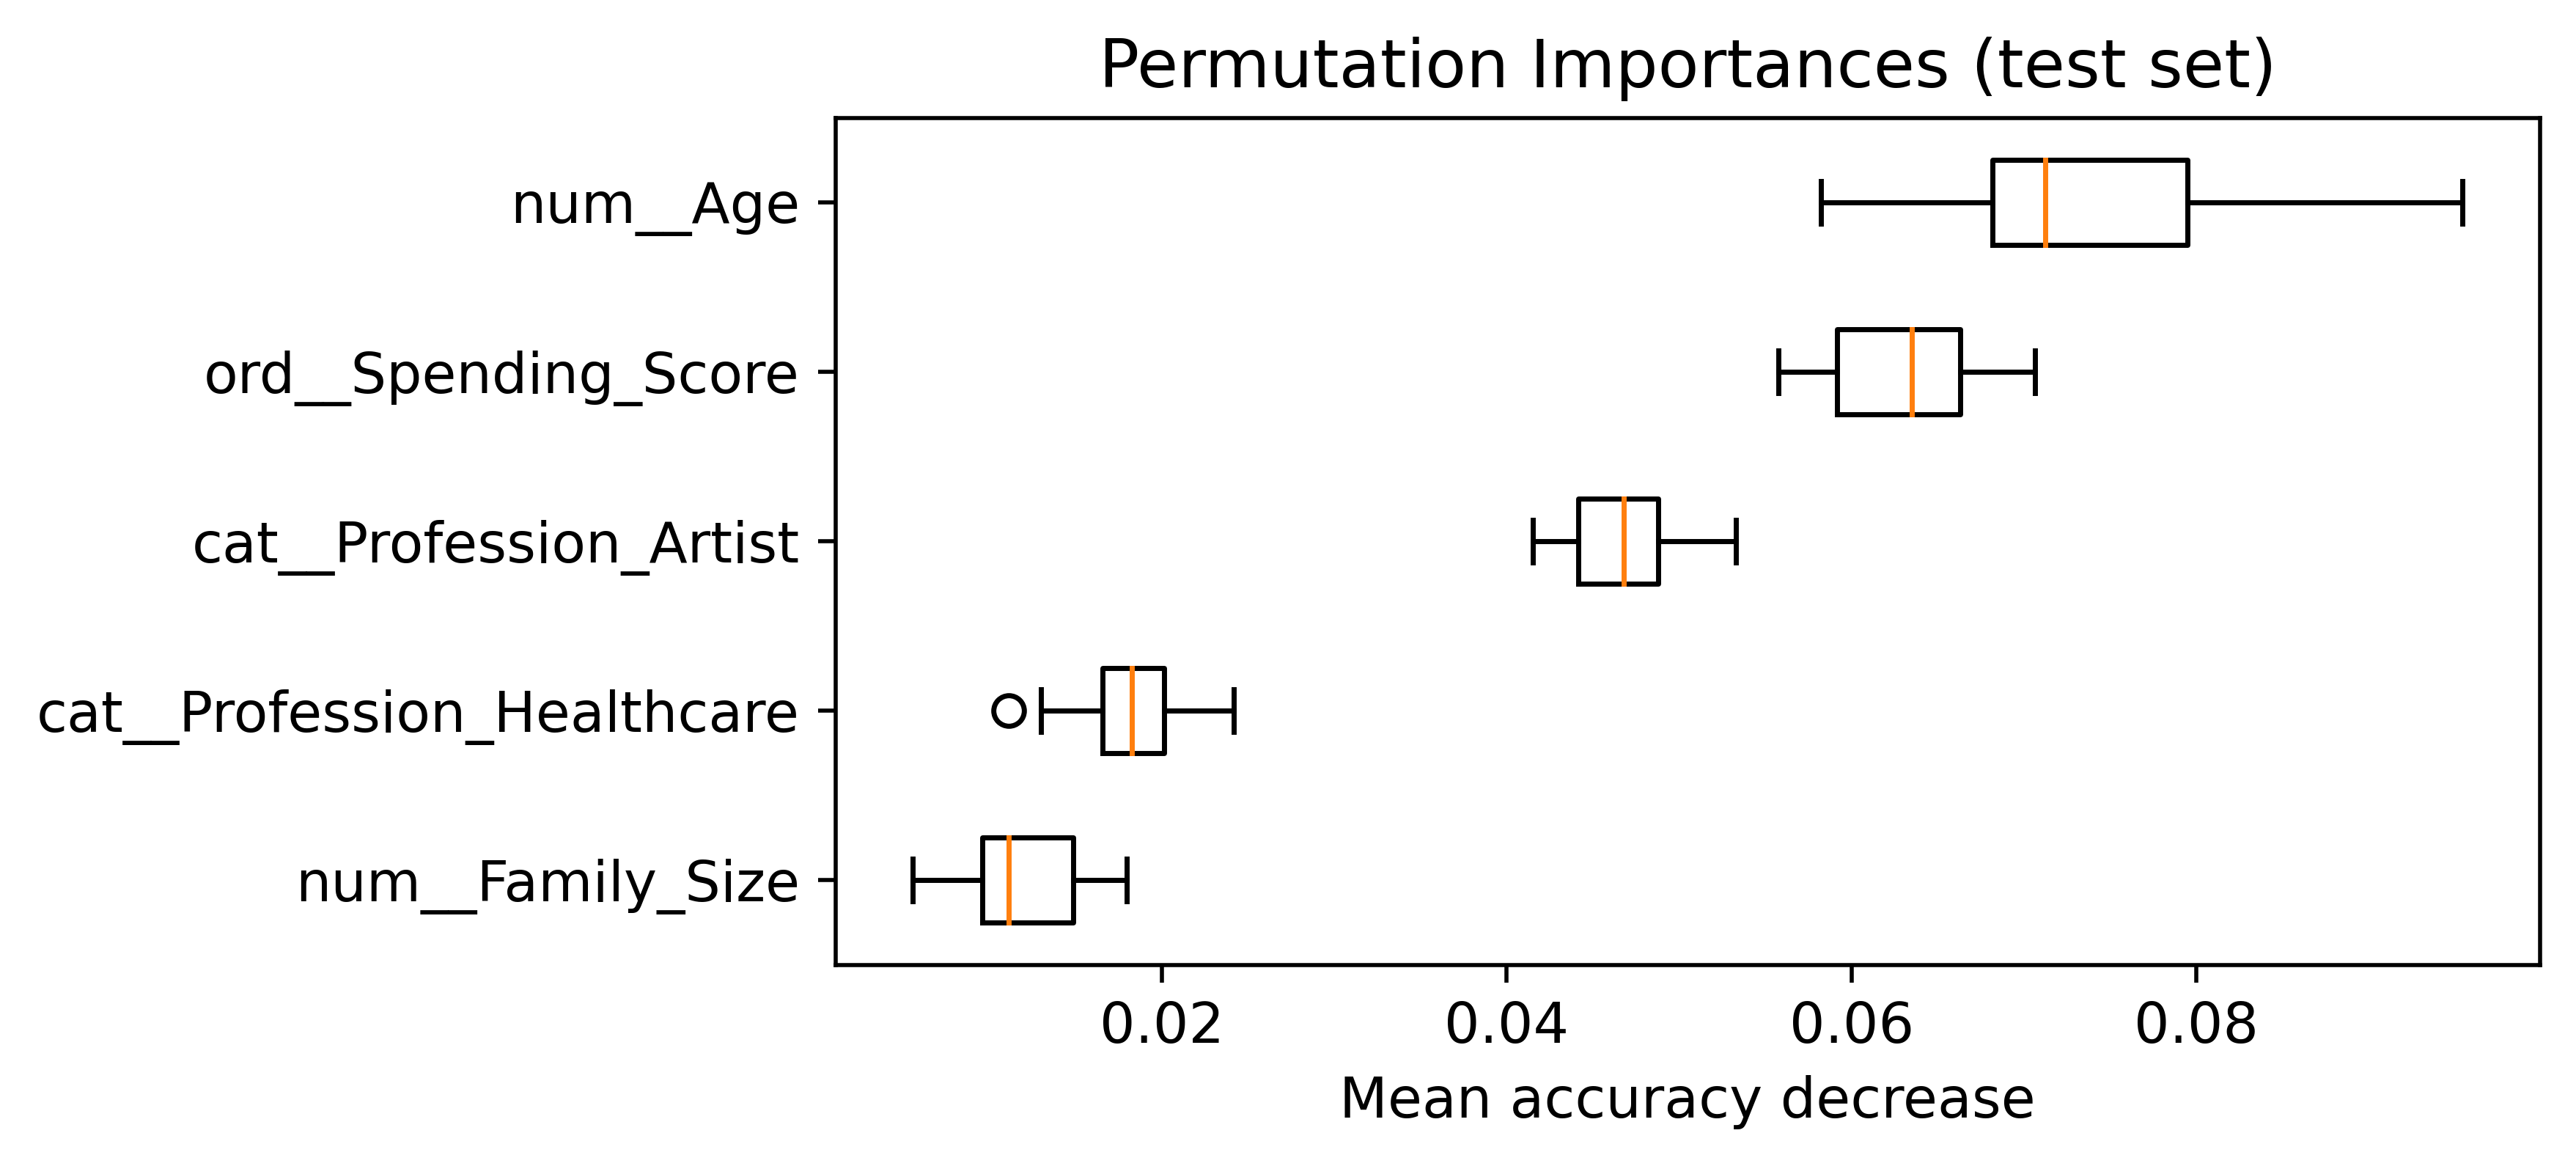 Permutation Importances (test set)
num__Age
ord__Spending_Score
cat__Profession_Artist
cat__Profession_Healthcare
num__Family_Size
0.02 0.04 0.06 0.08
Mean accuracy decrease